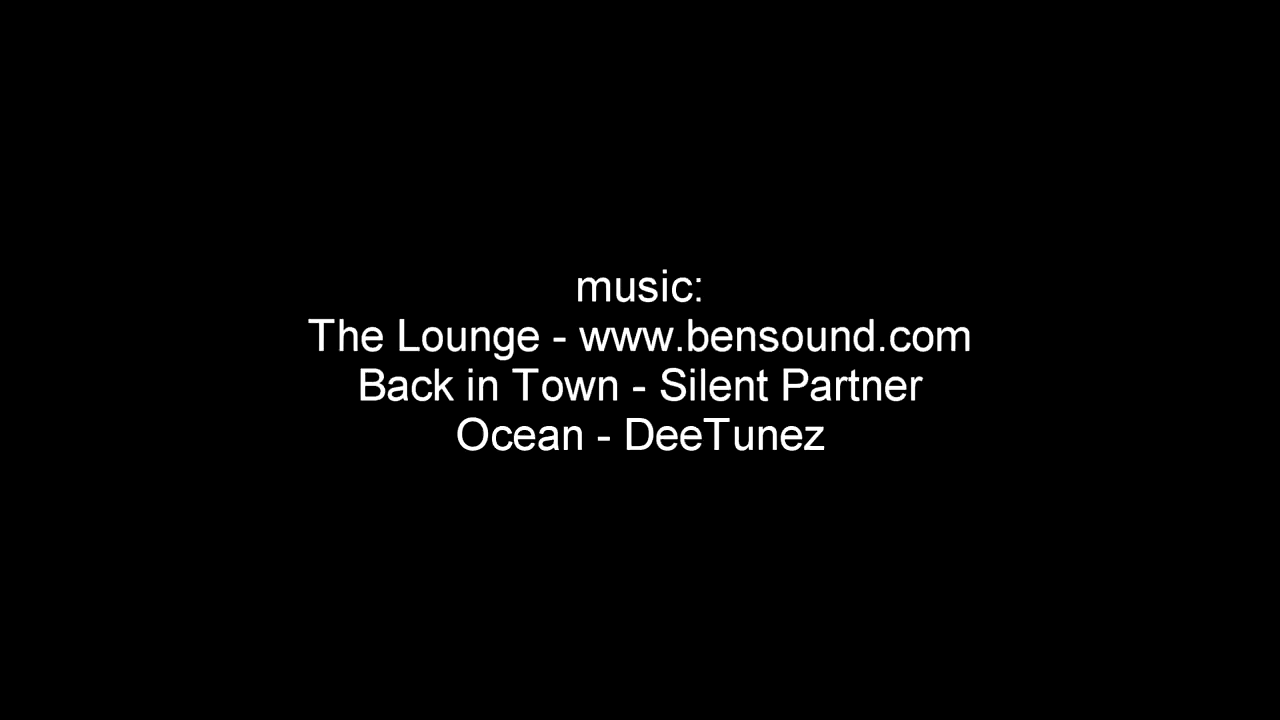 music:
The Lounge - www.bensound.com
Back in Town - Silent Partner
Ocean - DeeTunez